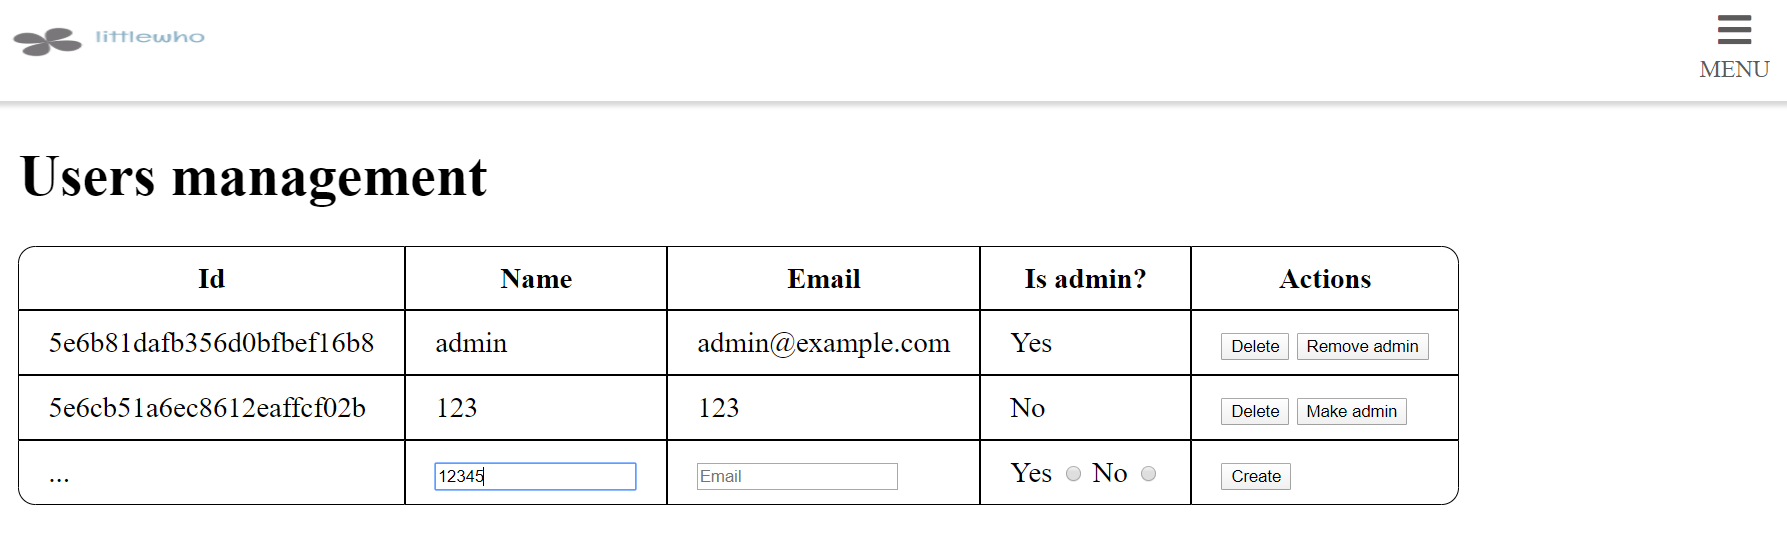 littlewho
MENU
Users management
Id Name Email Is admin? Actions
5e6b81dafb356d0bfbef16b8 admin admin@example.com Yes Delete Remove admin
5e6cb51a6ec8612eaffcf02b 123 123 No Delete Make admin
... 12345 Email Yes No Create